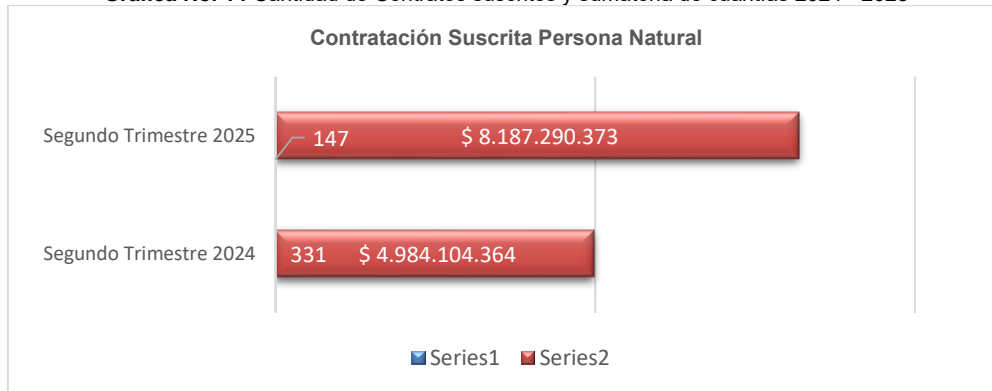 Contratación Suscrita Persona Natural
Segundo Trimestre 2025
147 $ 8.187.290.373
Segundo Trimestre 2024
331 $ 4.984.104.364
Series1 Series2